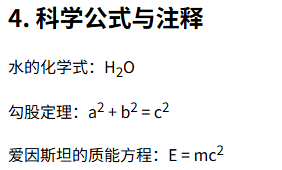 4. 科学公式与注释
水的化学式：H₂O
勾股定理：a² + b² = c²
爱因斯坦的质能方程：E = mc²